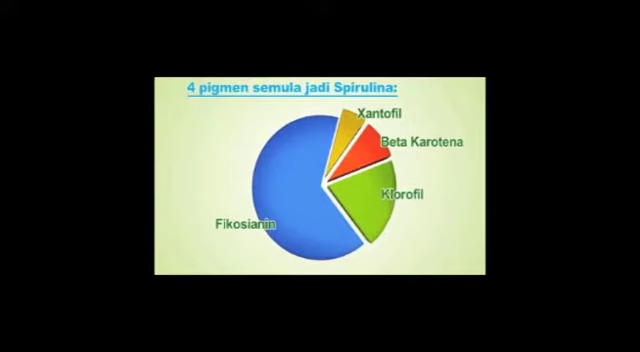 4 pigmen semula jadi Spirulina:
Xantofil
Beta Karotena
Klorofil
Fikosianin